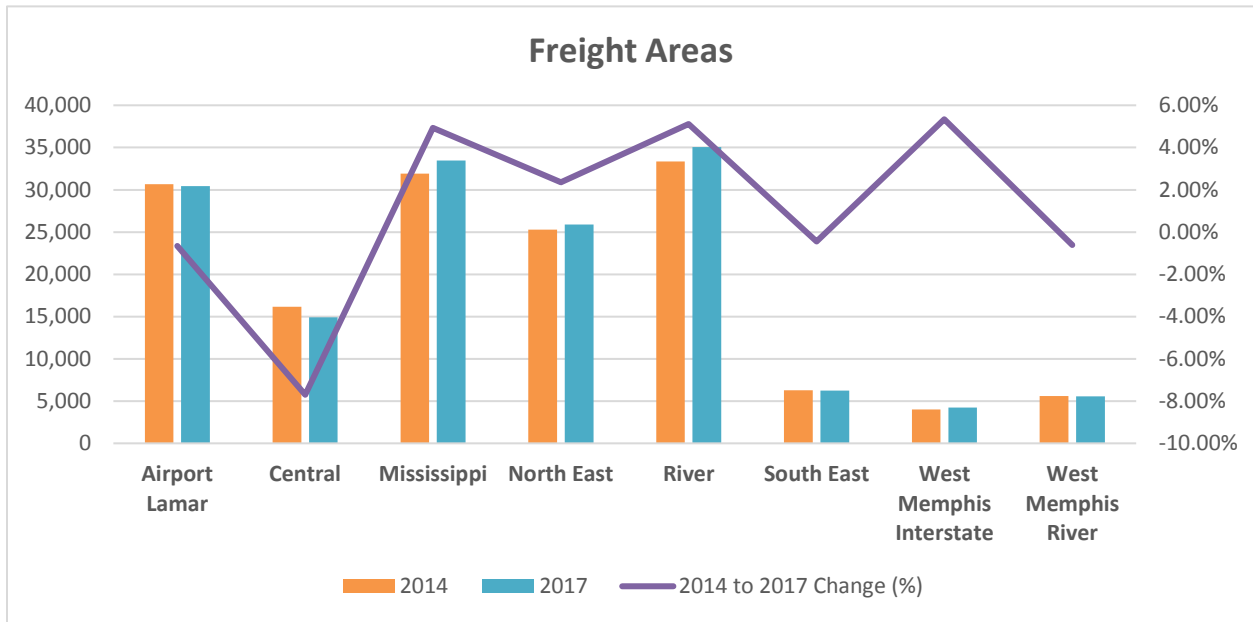 Freight Areas
40,000
35,000
30,000
25,000
20,000
15,000
10,000
5,000
0
6.00%
4.00%
2.00%
0.00%
-2.00%
-4.00%
-6.00%
-8.00%
-10.00%
Airport
Lamar
Central
Mississippi
North East
River
South East
West
Memphis
Interstate
West
Memphis
River
2014
2017
2014 to 2017 Change (%)